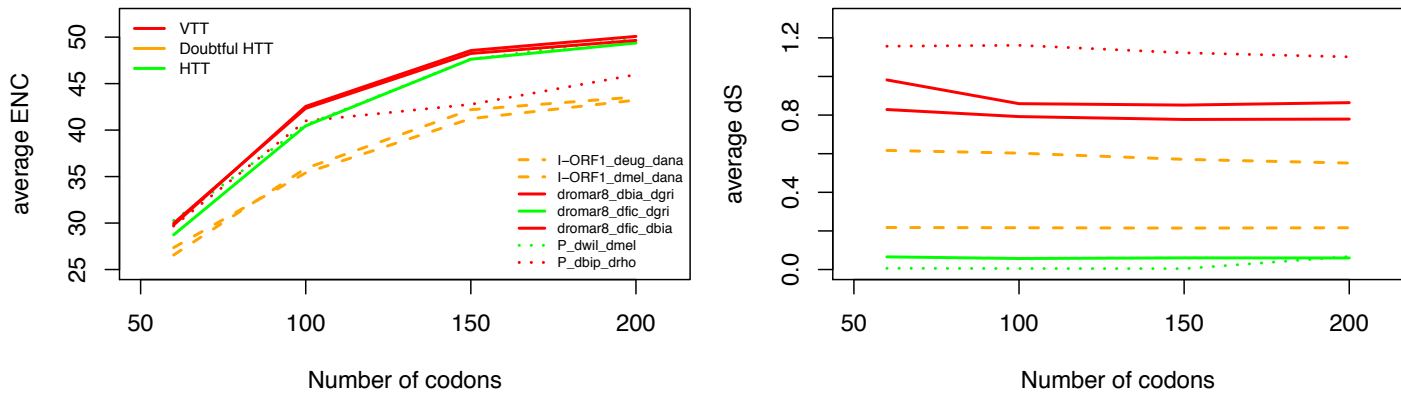 VTT
Doubtful HTT
HTT
I−ORF1_deug_dana
I−ORF1_dmel_dana
dromar8_dbia_dgri
dromar8_dfic_dgri
dromar8_dfic_dbia
P_dwil_dmel
P_dbip_drho
average ENC
50
45
40
35
30
25
50 100 150 200
Number of codons
average dS
1.2
0.8
0.4
0.0
50 100 150 200
Number of codons